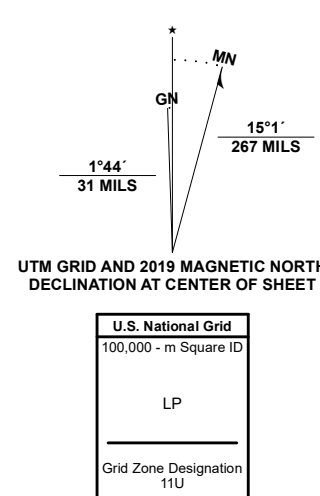 ★
MN
GN
15°1´
267 MILS
1°44´
31 MILS
UTM GRID AND 2019 MAGNETIC NORTH
DECLINATION AT CENTER OF SHEET
U.S. National Grid
100,000 - m Square ID
LP
Grid Zone Designation
11U